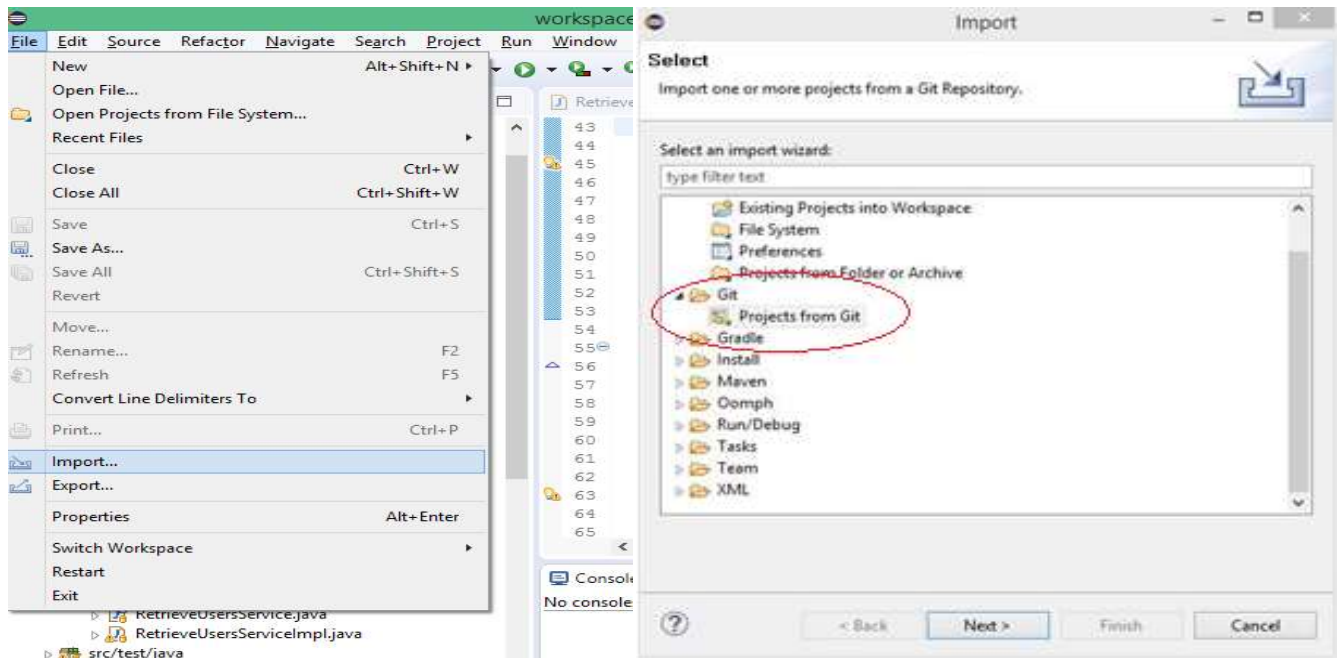 workspace
File Edit Source Refactor Navigate Search Project Run Window
New Alt+Shift+N
Open File...
Open Projects from File System...
Recent Files
Close Ctrl+W
Close All Ctrl+Shift+W
Save Ctrl+S
Save As...
Save All Ctrl+Shift+S
Revert
Move...
Rename... F2
Refresh F5
Convert Line Delimiters To
Print... Ctrl+P
Import...
Export...
Properties Alt+Enter
Switch Workspace
Restart
Exit
RetrieveUsersService.java
RetrieveUsersServiceImpl.java
src/test/java
Retrieve
43
44
45
46
47
48
49
50
51
52
53
54
55
56
57
58
59
60
61
62
63
64
65
Console
No console
Import
Select
Import one or more projects from a Git Repository.
Select an import wizard:
type filter text
Existing Projects into Workspace
File System
Preferences
Projects from Folder or Archive
Git
Projects from Git
Gradle
Install
Maven
Oomph
Run/Debug
Tasks
Team
XML
< Back Next > Finish Cancel